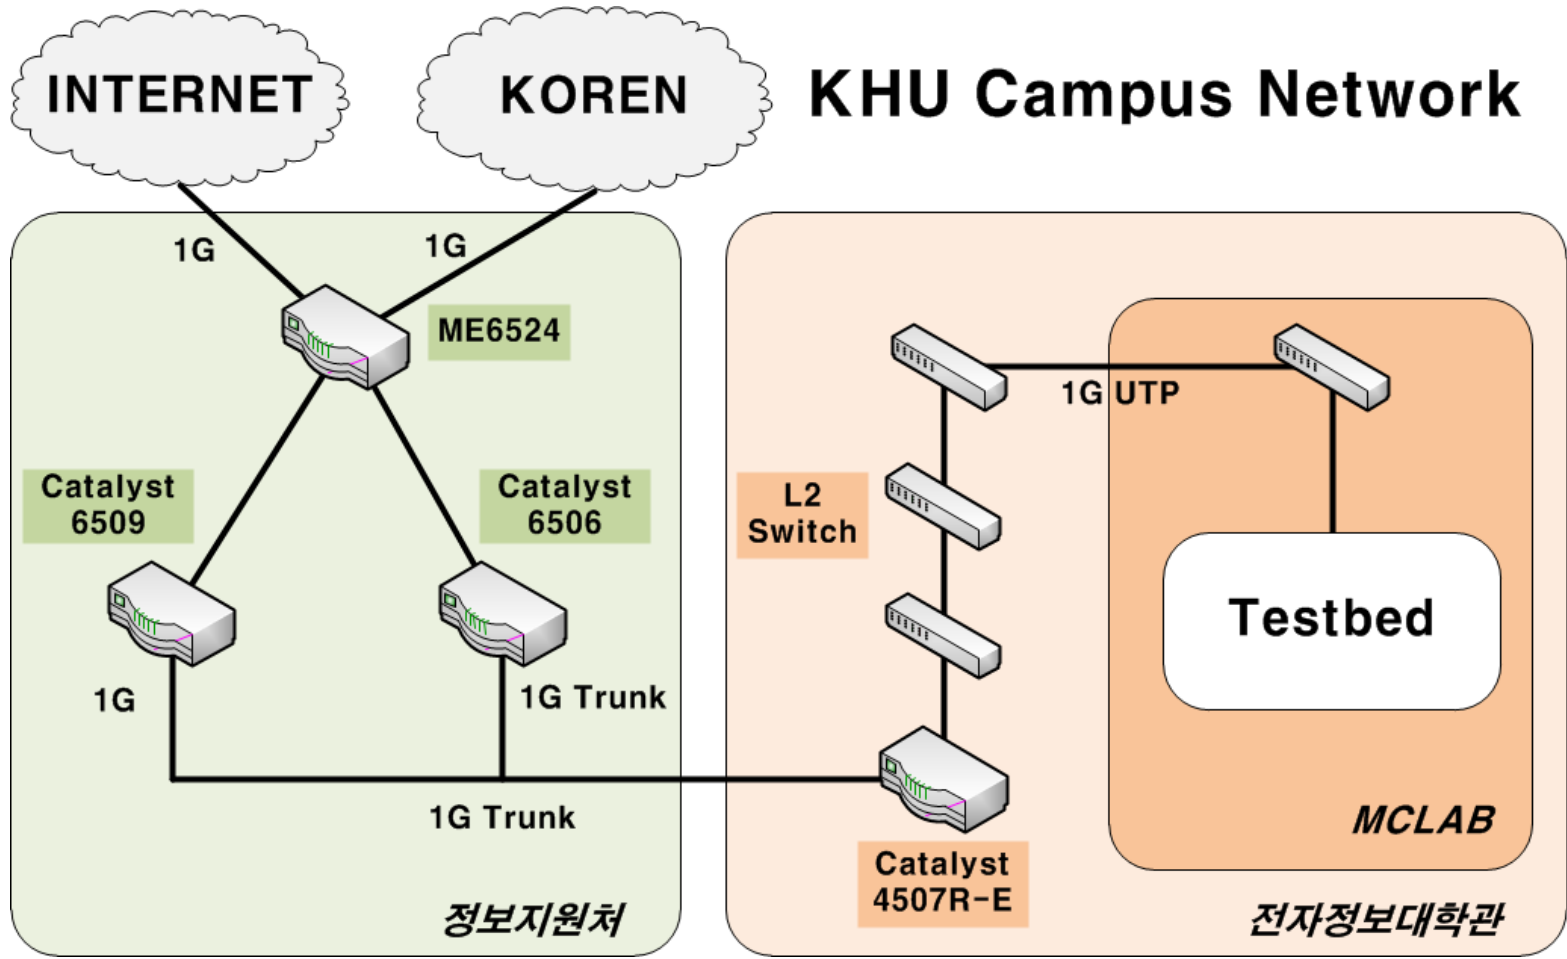 INTERNET
KOREN
KHU Campus Network
1G
1G
ME6524
Catalyst
6509
Catalyst
6506
1G
1G Trunk
1G Trunk
정보지원처
L2
Switch
1G UTP
Testbed
MCLAB
Catalyst
4507R-E
전자정보대학관